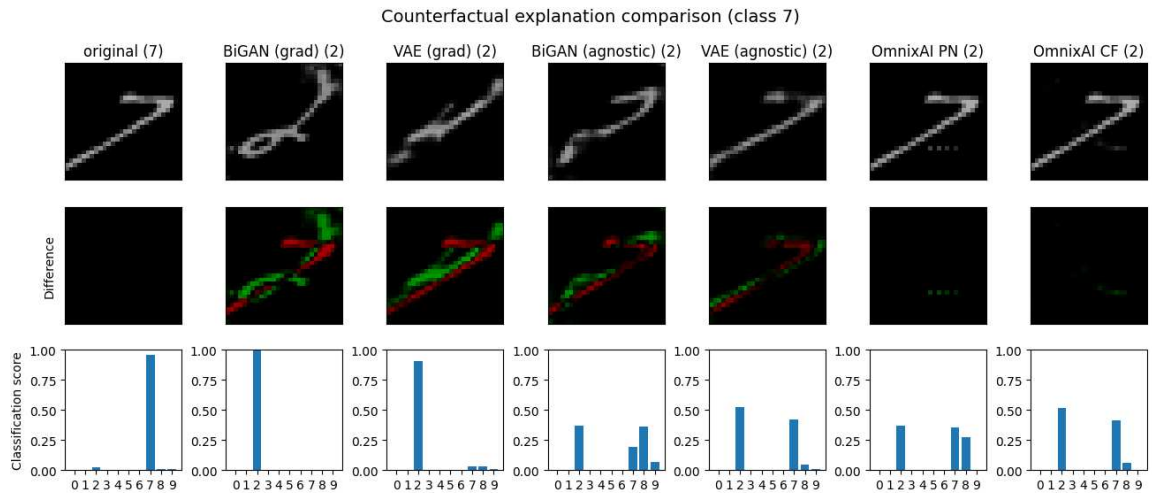 Counterfactual explanation comparison (class 7)
original (7) BiGAN (grad) (2) VAE (grad) (2) BiGAN (agnostic) (2) VAE (agnostic) (2) OmnixAI PN (2) OmnixAI CF (2)
Difference
Classification score
1.00 1.00 1.00 1.00 1.00 1.00 1.00
0.75 0.75 0.75 0.75 0.75 0.75 0.75
0.50 0.50 0.50 0.50 0.50 0.50 0.50
0.25 0.25 0.25 0.25 0.25 0.25 0.25
0.00 0.00 0.00 0.00 0.00 0.00 0.00
0 1 2 3 4 5 6 7 8 9 0 1 2 3 4 5 6 7 8 9 0 1 2 3 4 5 6 7 8 9 0 1 2 3 4 5 6 7 8 9 0 1 2 3 4 5 6 7 8 9 0 1 2 3 4 5 6 7 8 9 0 1 2 3 4 5 6 7 8 9